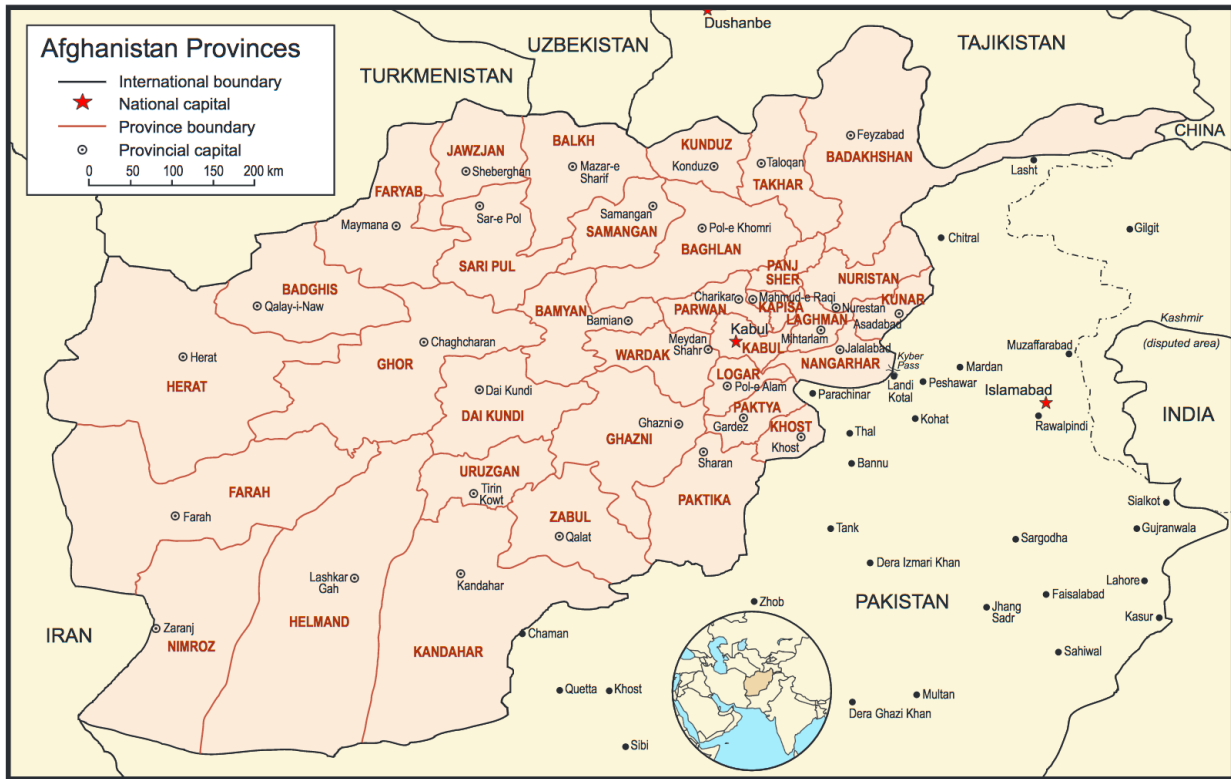 Afghanistan Provinces
International boundary
National capital
Province boundary
Provincial capital
0 50 100 150 200 km
Dushanbe
UZBEKISTAN
TAJIKISTAN
TURKMENISTAN
CHINA
Lasht
Gilgit
Chitral
BALKH
KUNDUZ
Feyzabad
JAWZJAN
BADAKHSHAN
Sheberghan
Mazar-e
Sharif
Konduz
Taloqan
TAKHAR
FARYAB
Maymana
Sar-e Pol
Samangan
SAMANGAN
Pol-e Khomri
BAGHLAN
SARI PUL
PANJ
SHER
NURISTAN
BADGHIS
Qalay-i-Naw
BAMYAN
Bamian
Charikar
Mahmud-e Raqi
PARWAN
KAPISA
Nurestan
KUNAR
Asadabad
LAGHMAN
Mihtarlam
Kabul
KABUL
Meydan
Shahr
WARDAK
Jalalabad
NANGARHAR
Kyber
Pass
Landi
Kotal
Kashmir
(disputed area)
Muzaffarabad
Mardan
Peshawar
Islamabad
Rawalpindi
INDIA
Herat
HERAT
Chaghcharan
GHOR
Dai Kundi
DAI KUNDI
LOGAR
Pol-e Alam
PAKTYA
Gardez
KHOST
Khost
Parachinar
Kohat
Thal
Bannu
Ghazni
GHAZNI
Sharan
PAKTIKA
URUZGAN
Tirin
Kowt
ZABUL
Qalat
FARAH
Farah
Tank
Sargodha
Sialkot
Gujranwala
Dera Izmari Khan
Lashkar
Gah
HELMAND
Kandahar
KANDAHAR
Zaranj
NIMROZ
IRAN
Chaman
Zhob
PAKISTAN
Lahore
Faisalabad
Jhang
Sadr
Kasur
Sahiwal
Quetta
Khost
Multan
Dera Ghazi Khan
Sibi